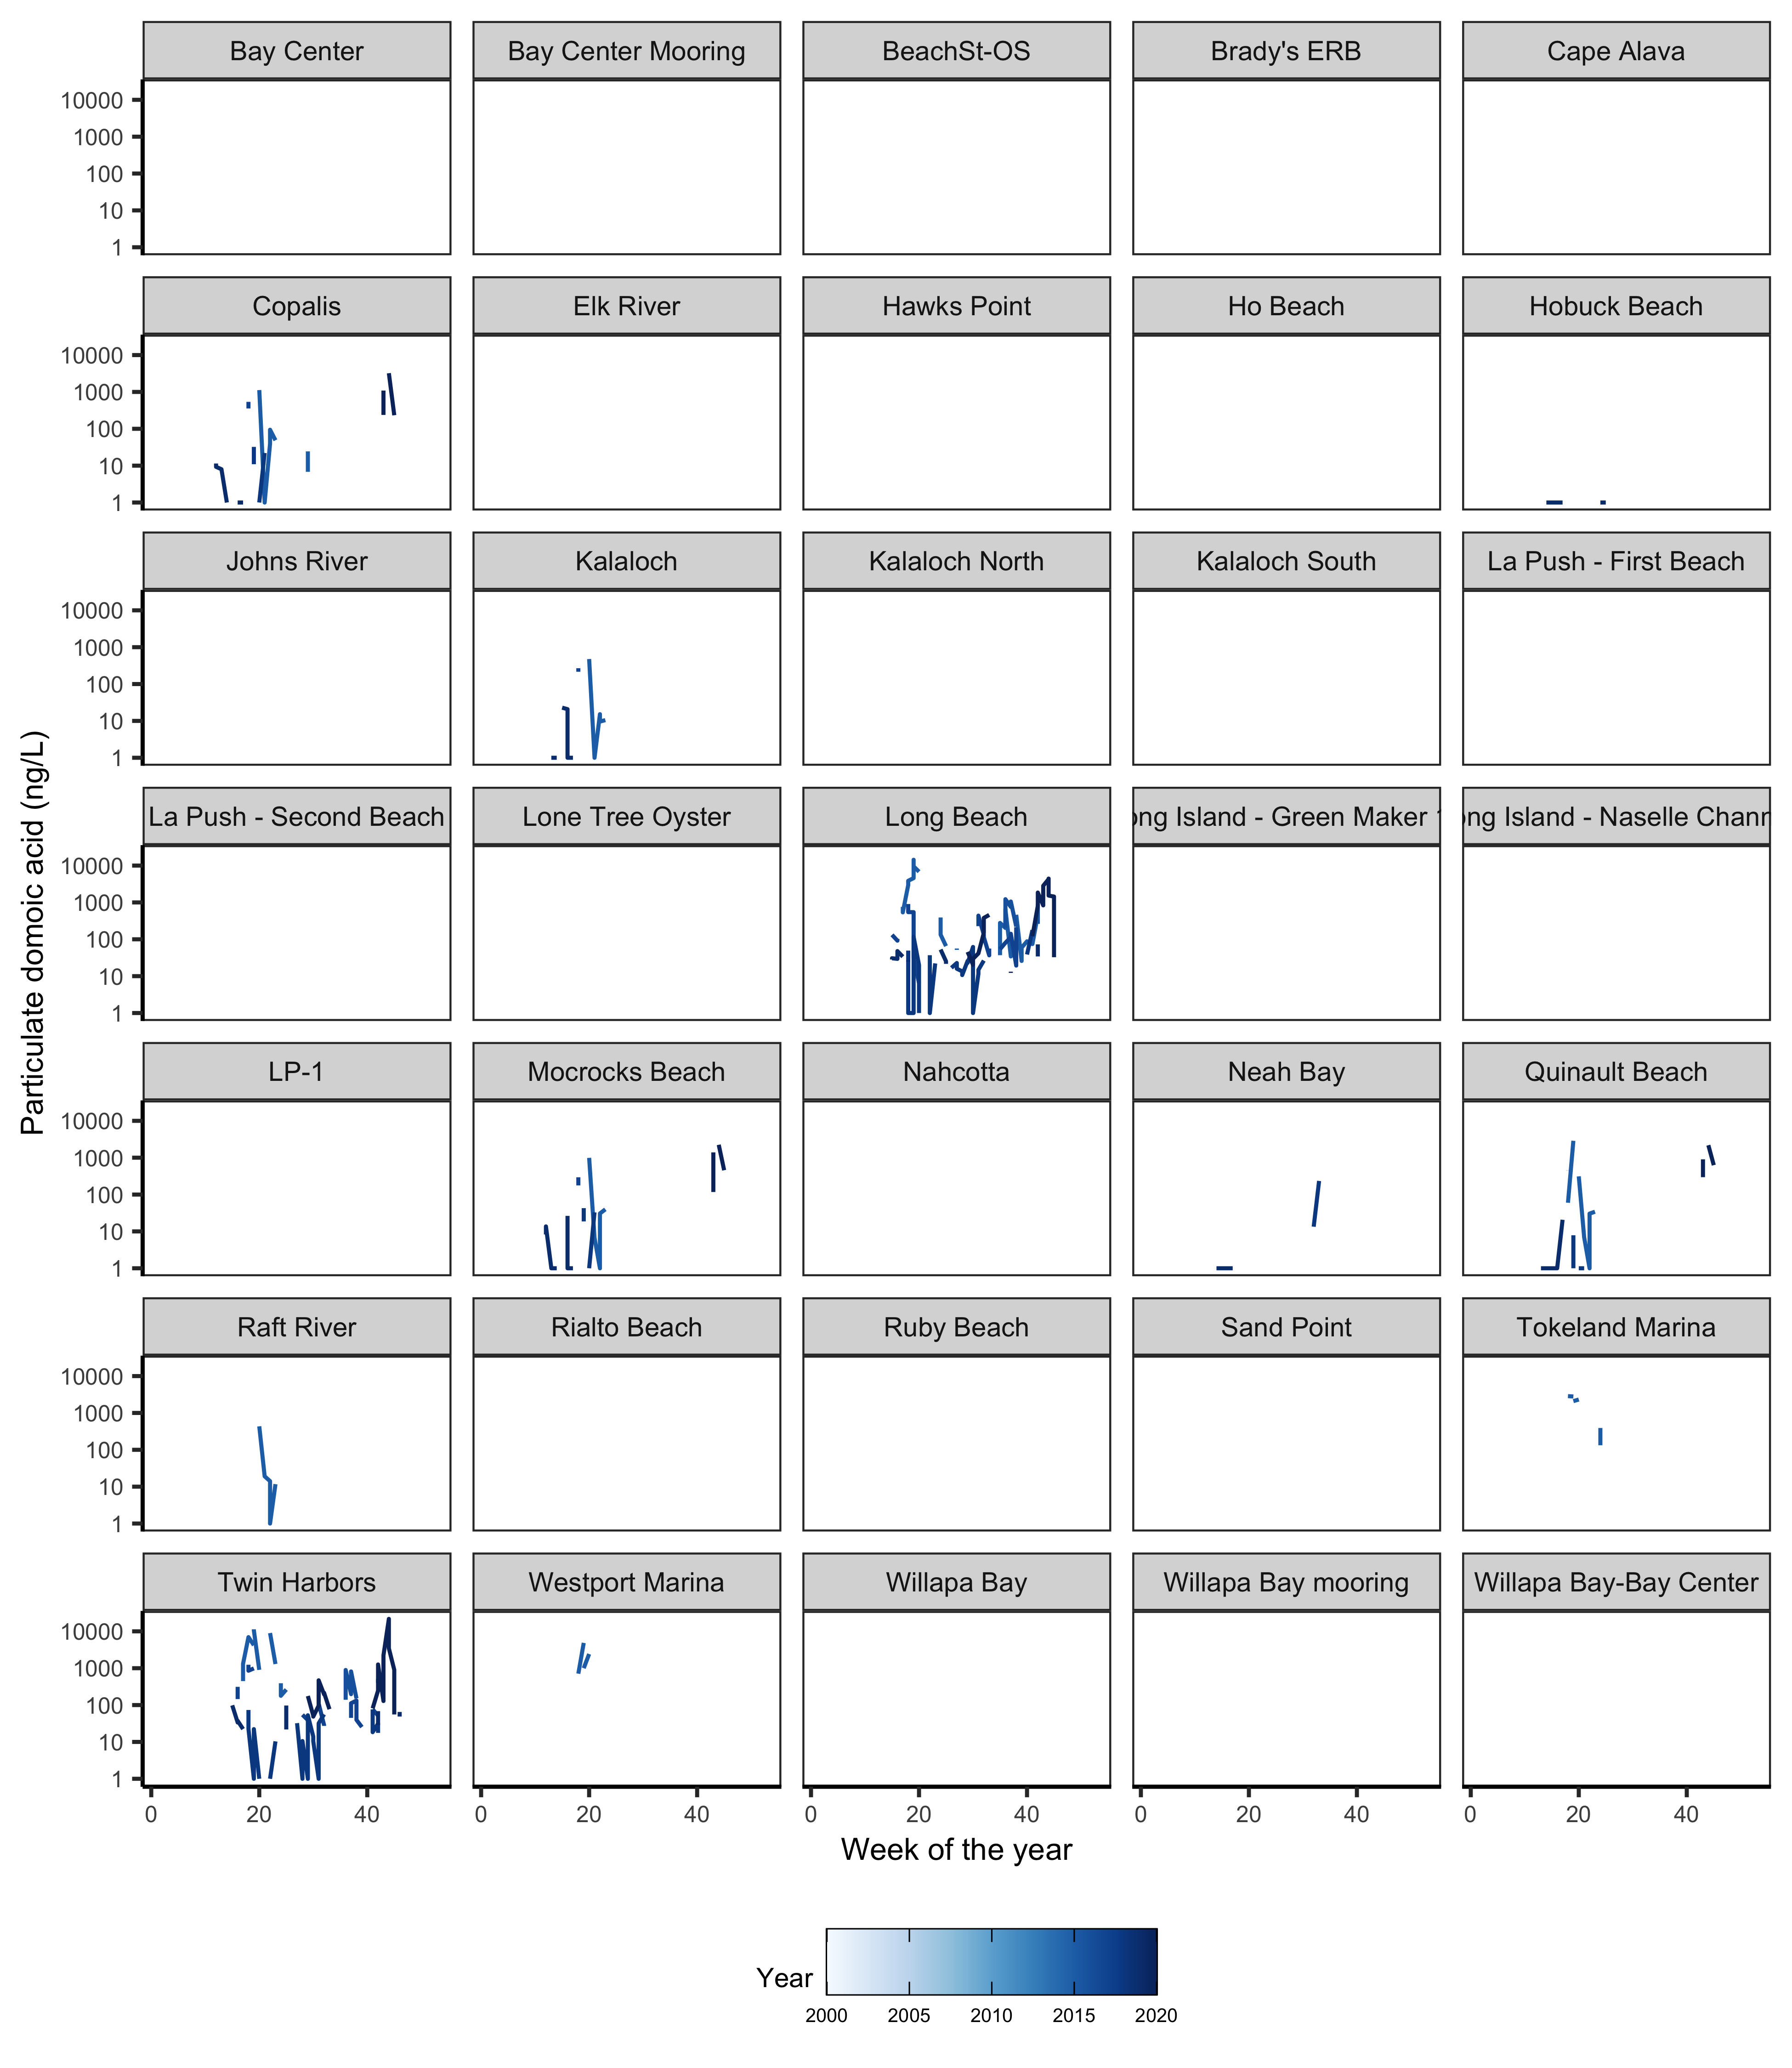 Bay Center Bay Center Mooring BeachSt-OS Brady's ERB Cape Alava
10000
1000
100
10
1
Copalis Elk River Hawks Point Ho Beach Hobuck Beach
10000
1000
100
10
1
Johns River Kalaloch Kalaloch North Kalaloch South La Push - First Beach
10000
1000
100
10
1
La Push - Second Beach Lone Tree Oyster Long Beach ong Island - Green Maker ong Island - Naselle Chan
10000
1000
100
10
1
LP-1 Mocrocks Beach Nahcotta Neah Bay Quinault Beach
10000
1000
100
10
1
Raft River Rialto Beach Ruby Beach Sand Point Tokeland Marina
10000
1000
100
10
1
Twin Harbors Westport Marina Willapa Bay Willapa Bay mooring Willapa Bay-Bay Center
10000
1000
100
10
1
0 20 40 0 20 40 0 20 40 0 20 40 0 20 40
Particulate domoic acid (ng/L)
Week of the year
Year
2000 2005 2010 2015 2020